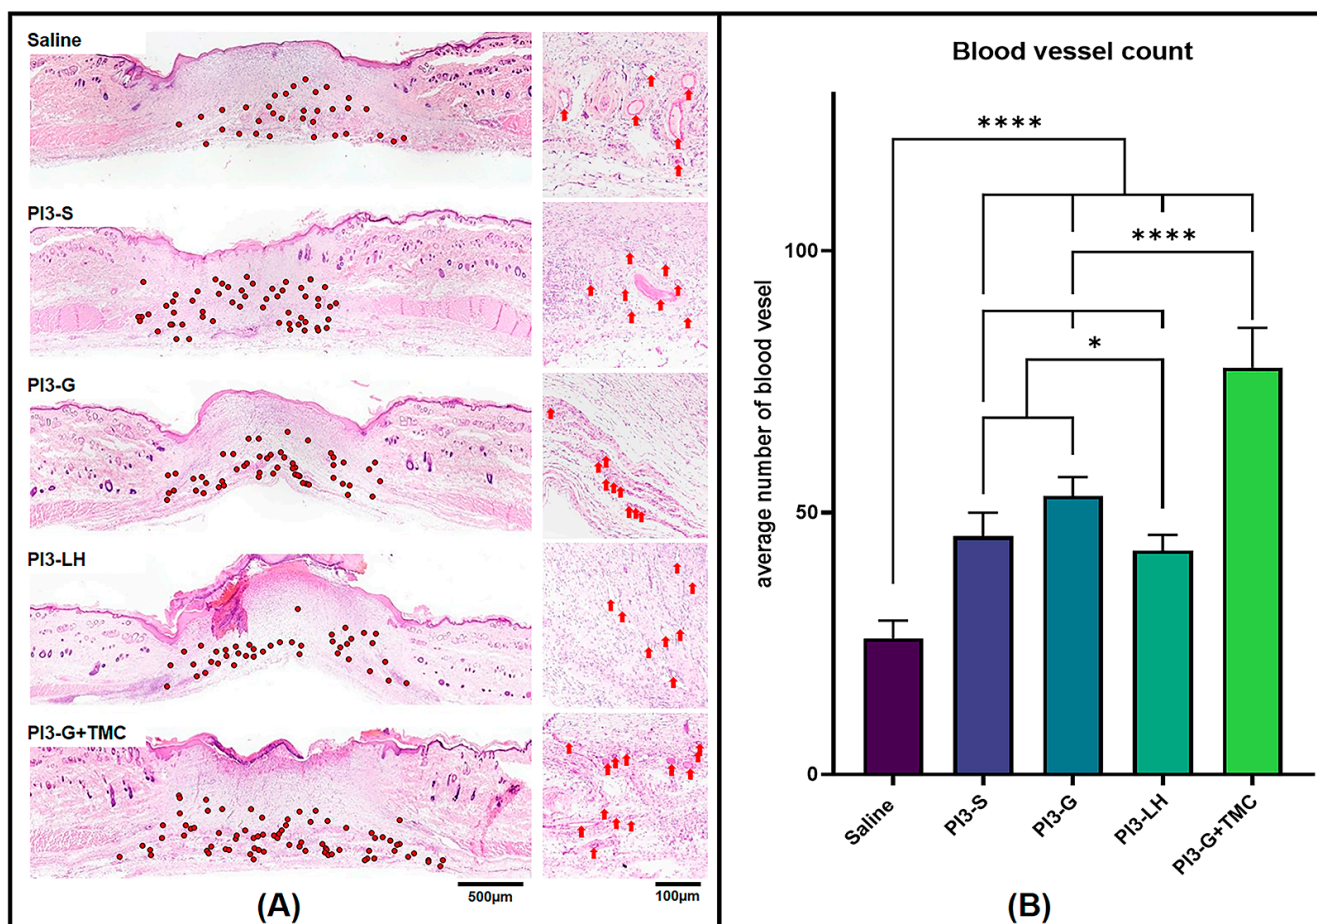 Saline
PI3-S
PI3-G
PI3-LH
PI3-G+TMC
500µm
100µm
(A)
Blood vessel count
****
****
*
average number of blood vesel
100
50
0
Saline
PI3-S
PI3-G
PI3-LH
PI3-G+TMC
(B)